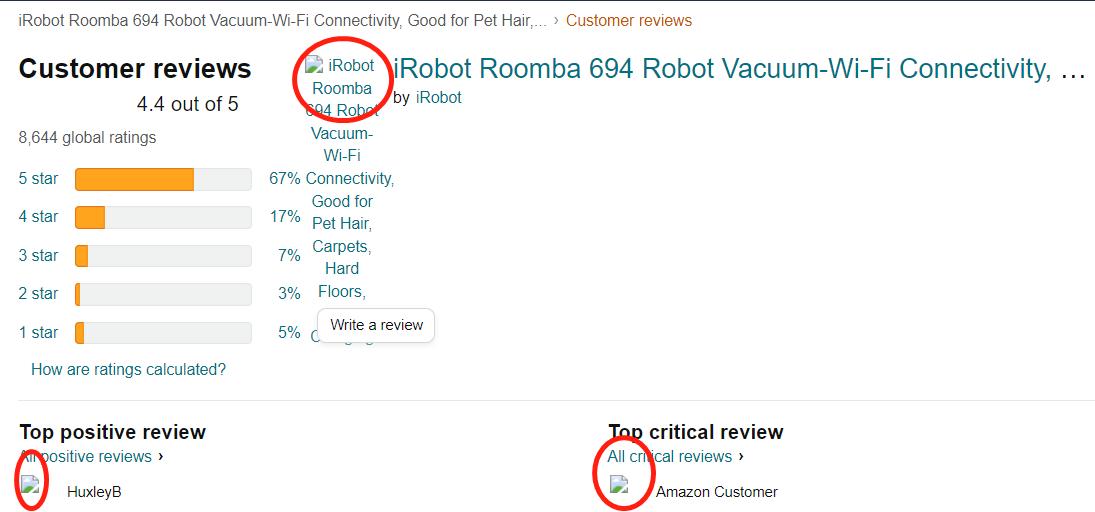 iRobot Roomba 694 Robot Vacuum-Wi-Fi Connectivity, Good for Pet Hair,... › Customer reviews
Customer reviews
4.4 out of 5
8,644 global ratings
5 star 67%
4 star 17%
3 star 7%
2 star 3%
1 star 5%
How are ratings calculated?
iRobot
Roomba
694 Robot
Vacuum-
Wi-Fi
Connectivity,
Good for
Pet Hair,
Carpets,
Hard
Floors,
Write a review
iRobot Roomba 694 Robot Vacuum-Wi-Fi Connectivity, …
by iRobot
Top positive review
All positive reviews ›
HuxleyB
Top critical review
All critical reviews ›
Amazon Customer